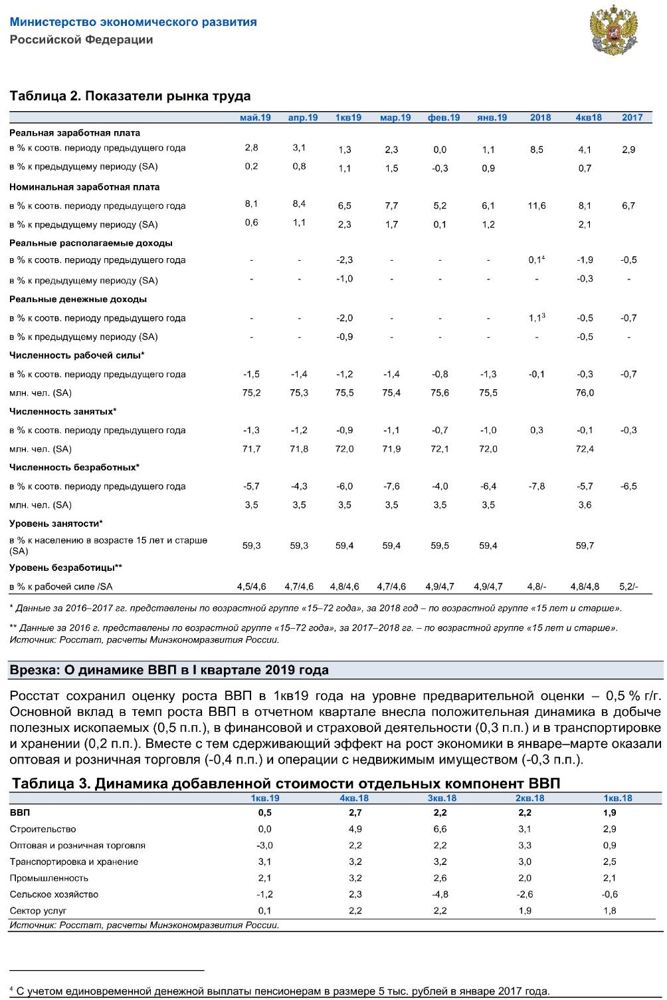 Министерство экономического развития
Российской Федерации
Таблица 2. Показатели рынка труда
май.19 апр.19 1кв19 мар.19 фев.19 янв.19 2018 4кв18 2017
Реальная заработная плата
в % к соотв. периоду предыдущего года 2,8 3,1 1,3 2,3 0,0 1,1 8,5 4,1 2,9
в % к предыдущему периоду (SA) 0,2 0,8 1,1 1,5 -0,3 0,9 0,7
Номинальная заработная плата
в % к соотв. периоду предыдущего года 8,1 8,4 6,5 7,7 5,2 6,1 11,6 8,1 6,7
в % к предыдущему периоду (SA) 0,6 1,1 2,3 1,7 0,1 1,2 2,1
Реальные располагаемые доходы
в % к соотв. периоду предыдущего года - - -2,3 - - - 0,1⁴ -1,9 -0,5
в % к предыдущему периоду (SA) - - -1,0 - - - - -0,3 -
Реальные денежные доходы
в % к соотв. периоду предыдущего года - - -2,0 - - - 1,1³ -0,5 -0,7
в % к предыдущему периоду (SA) - - -0,9 - - - - -0,5 -
Численность рабочей силы*
в % к соотв. периоду предыдущего года -1,5 -1,4 -1,2 -1,4 -0,8 -1,3 -0,1 -0,3 -0,7
млн. чел. (SA) 75,2 75,3 75,5 75,4 75,6 75,5 76,0
Численность занятых*
в % к соотв. периоду предыдущего года -1,3 -1,2 -0,9 -1,1 -0,7 -1,0 0,3 -0,1 -0,3
млн. чел. (SA) 71,7 71,8 72,0 71,9 72,1 72,0 72,4
Численность безработных*
в % к соотв. периоду предыдущего года -5,7 -4,3 -6,0 -7,6 -4,0 -6,4 -7,8 -5,7 -6,5
млн. чел. (SA) 3,5 3,5 3,5 3,5 3,5 3,5 3,6
Уровень занятости*
в % к населению в возрасте 15 лет и старше
(SA) 59,3 59,3 59,4 59,4 59,5 59,4 59,7
Уровень безработицы**
в % к рабочей силе /SA 4,5/4,6 4,7/4,6 4,8/4,6 4,7/4,6 4,9/4,7 4,9/4,7 4,8/- 4,8/4,8 5,2/-
* Данные за 2016–2017 гг. представлены по возрастной группе «15–72 года», за 2018 год – по возрастной группе «15 лет и старше».
** Данные за 2016 г. представлены по возрастной группе «15–72 года», за 2017–2018 гг. – по возрастной группе «15 лет и старше».
Источник: Росстат, расчеты Минэкономразвития России.
Врезка: О динамике ВВП в I квартале 2019 года
Росстат сохранил оценку роста ВВП в 1кв19 года на уровне предварительной оценки – 0,5 % г/г.
Основной вклад в темп роста ВВП в отчетном квартале внесла положительная динамика в добыче
полезных ископаемых (0,5 п.п.), в финансовой и страховой деятельности (0,3 п.п.) и в транспортировке
и хранении (0,2 п.п.). Вместе с тем сдерживающий эффект на рост экономики в январе–марте оказали
оптовая и розничная торговля (-0,4 п.п.) и операции с недвижимым имуществом (-0,3 п.п.).
Таблица 3. Динамика добавленной стоимости отдельных компонент ВВП
1кв.19 4кв.18 3кв.18 2кв.18 1кв.18
ВВП 0,5 2,7 2,2 2,2 1,9
Строительство 0,0 4,9 6,6 3,1 2,9
Оптовая и розничная торговля -3,0 2,2 2,2 3,3 0,9
Транспортировка и хранение 3,1 3,2 3,2 3,0 2,5
Промышленность 2,1 3,2 2,6 2,0 2,1
Сельское хозяйство -1,2 2,3 -4,8 -2,6 -0,6
Сектор услуг 0,1 2,2 2,2 1,9 1,8
Источник: Росстат, расчеты Минэкономразвития России.
⁴ С учетом единовременной денежной выплаты пенсионерам в размере 5 тыс. рублей в январе 2017 года.